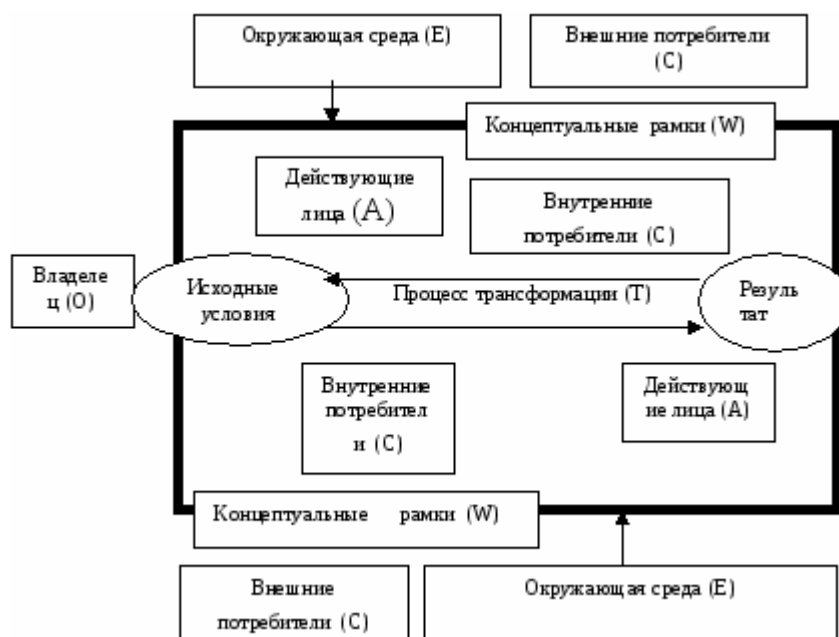 Окружающая среда (E)
Внешние потребители
(C)
Концептуальные рамки (W)
Действующие
лица (A)
Внутренние
потребители (C)
Владеле
ц (O)
Исходные
условия
Процесс трансформации (T)
Резуль
тат
Внутренние
потребител
и (C)
Действующ
ие лица (A)
Концептуальные рамки (W)
Внешние
потребители (C)
Окружающая среда (E)